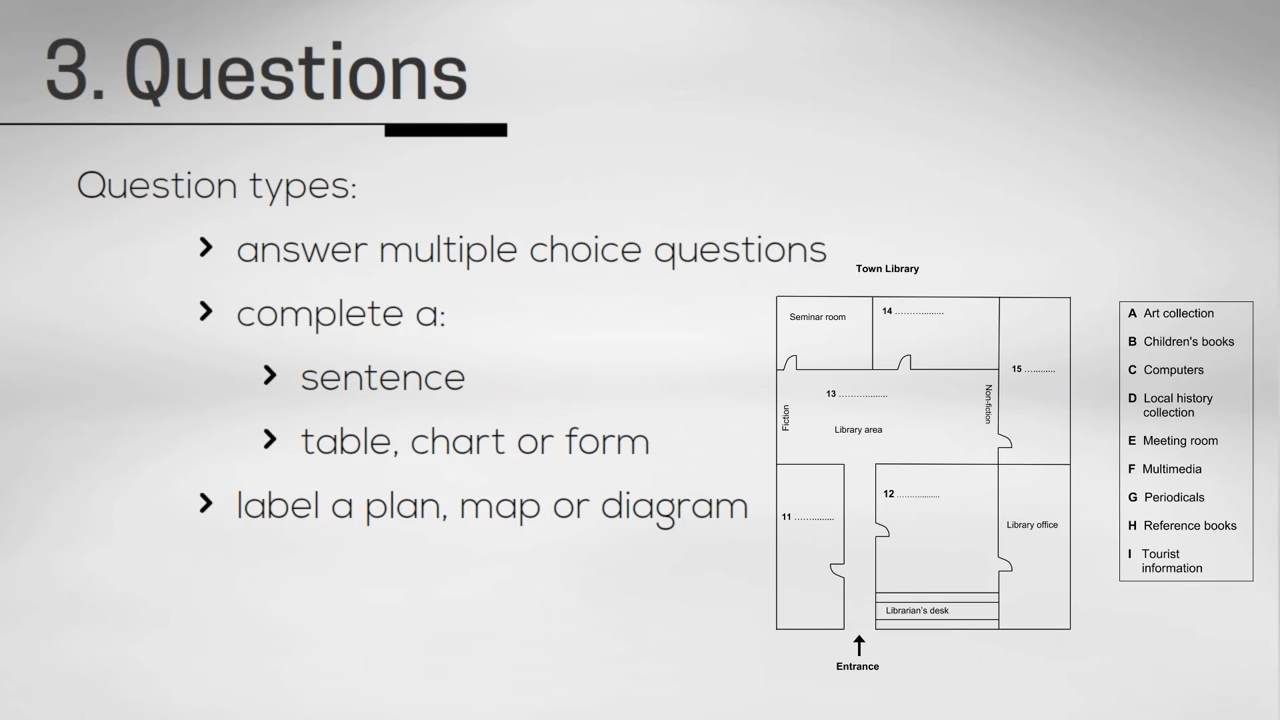 3. Questions
Question types:
answer multiple choice questions
complete a:
sentence
table, chart or form
label a plan, map or diagram
Town Library
Seminar room
14 ..................
15 ..............
13 ..................
Fiction
Library area
Non-fiction
11 ..............
12 ..................
Library office
Librarian's desk
Entrance
A Art collection
B Children's books
C Computers
D Local history
collection
E Meeting room
F Multimedia
G Periodicals
H Reference books
I Tourist
information